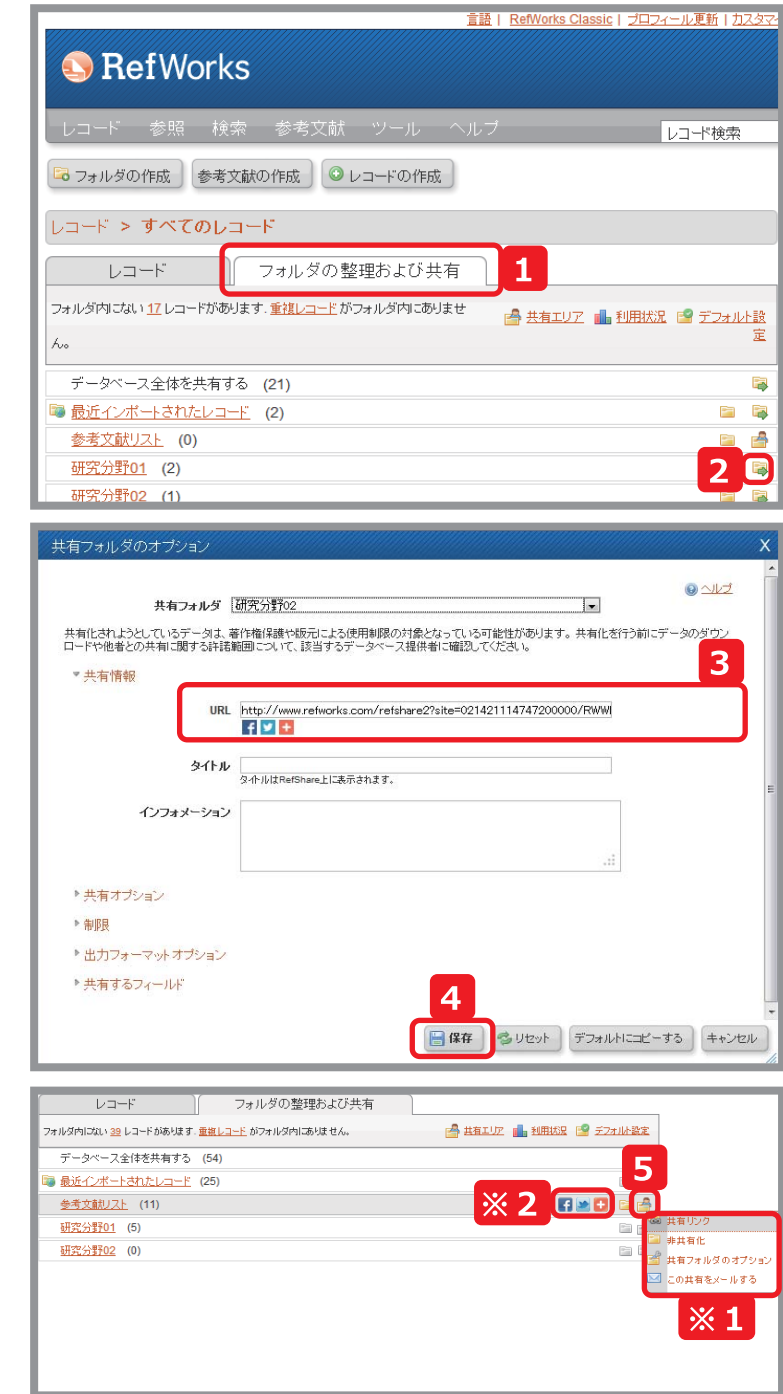 言語 | RefWorks Classic | プロフィール更新 | カスタマ
RefWorks
レコード 参照 検索 参考文献 ツール ヘルプ
レコード検索
フォルダの作成 参考文献の作成 レコードの作成
レコード > すべてのレコード
レコード フォルダの整理および共有 1
フォルダ内にない 17 レコードがあります. 重複レコード がフォルダ内にありませ
ん。
共有エリア 利用状況 デフォルト設
定
データベース全体を共有する (21)
最近インポートされたレコード (2)
参考文献リスト (0)
研究分野01 (2) 2
研究分野02 (1)
共有フォルダのオプション X
ヘルプ
共有フォルダ 研究分野02
共有化されようとしているデータは、著作権保護や版元による使用制限の対象となっている可能性があります。共有化を行う前にデータのダウン
ロードや他者との共有に関する許諾範囲について、該当するデータベース提供者に確認してください。
3
共有情報
URL http://www.refworks.com/refshare2?site=021421114747200000/RWW
タイトル
タイトルはRefShare上に表示されます。
インフォメーション
共有オプション
制限
出力フォーマットオプション
共有するフィールド
4
保存 リセット デフォルトにコピーする キャンセル
レコード フォルダの整理および共有
フォルダ内にない 39 レコードがあります. 重複レコード がフォルダ内にありません。 共有エリア 利用状況 デフォルト設定
データベース全体を共有する (54)
5
最近インポートされたレコード (25)
参考文献リスト (11) ※2
研究分野01 (5)
研究分野02 (0)
共有リンク
非共有化
共有フォルダのオプション
この共有をメールする
※1